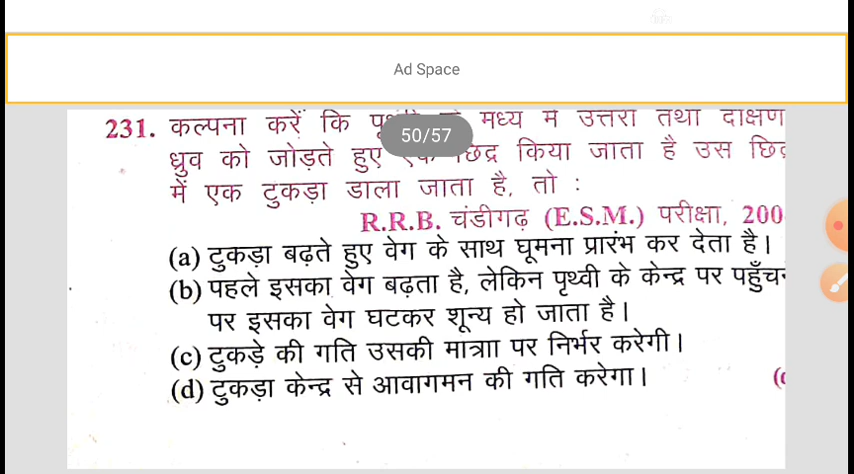 Ad Space
231. कल्पना करें कि मध्य म उत्तरी तथा दक्षिण
50/57
ध्रुव को जोड़ते हुए छिद्र किया जाता है उस
में एक टुकड़ा डाला जाता है, तो :
R.R.B. चंडीगढ़ (E.S.M.) परीक्षा, 200
(a) टुकड़ा बढ़ते हुए वेग के साथ घूमना प्रारंभ कर देता है।
(b) पहले इसका वेग बढ़ता है, लेकिन पृथ्वी के केन्द्र पर
पर इसका वेग घटकर शून्य हो जाता है।
(c) टुकड़े की गति उसकी मात्राा पर निर्भर करेगी।
(d) टुकड़ा केन्द्र से आवागमन की गति करेगा।